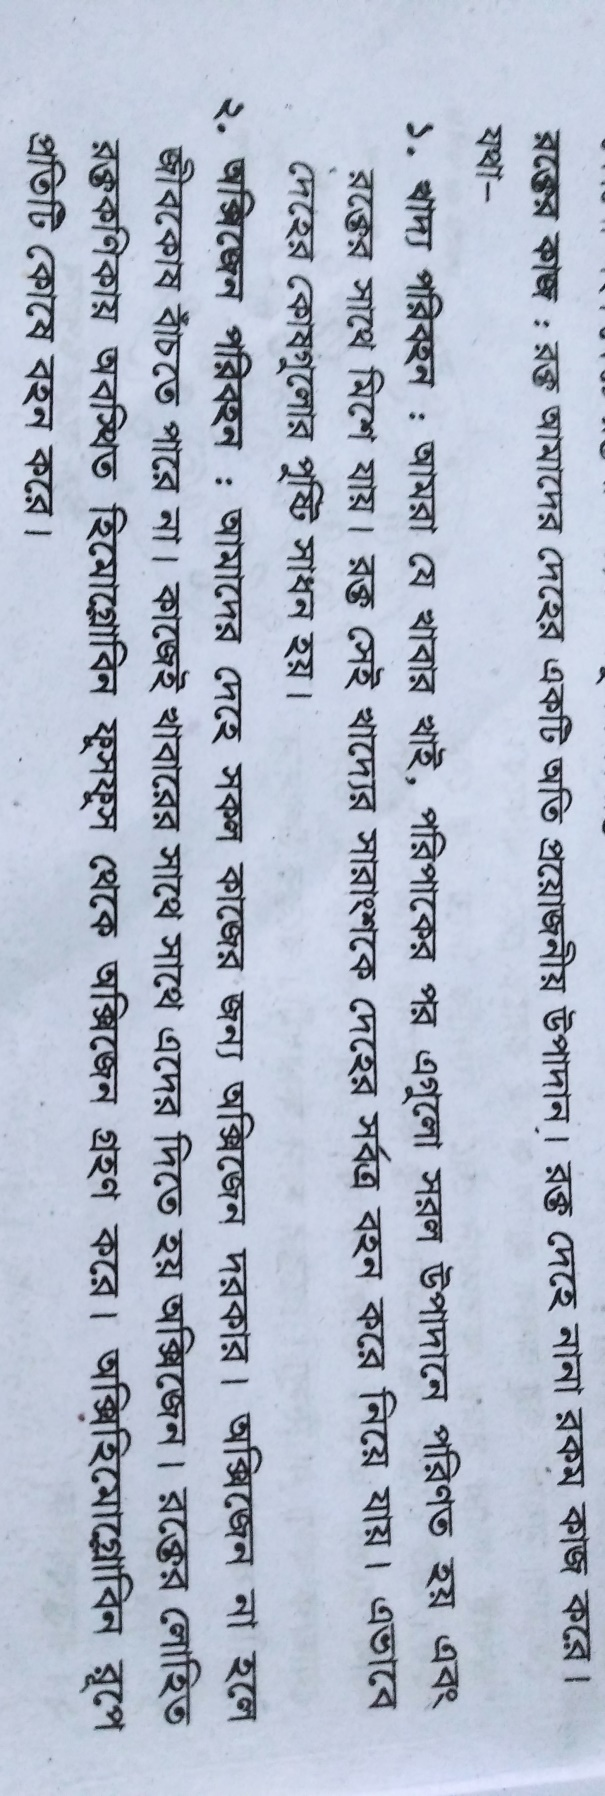 রক্তের কাজ : রক্ত আমাদের দেহের একটি অতি প্রয়োজনীয় উপাদান। রক্ত দেহে নানা রকম কাজ করে।
যথা–
১. খাদ্য পরিবহন : আমরা যে খাবার খাই, পরিপাকের পর এগুলো সরল উপাদানে পরিণত হয় এবং
রক্তের সাথে মিশে যায়। রক্ত সেই খাদ্যের সারাংশকে দেহের সর্বত্র বহন করে নিয়ে যায়। এভাবে
দেহের কোষগুলোর পুষ্টি সাধন হয়।
২. অক্সিজেন পরিবহন : আমাদের দেহে সকল কাজের জন্য অক্সিজেন দরকার। অক্সিজেন না হলে
জীবকোষ বাঁচতে পারে না। কাজেই খাবারের সাথে সাথে এদের দিতে হয় অক্সিজেন। রক্তের লোহিত
রক্তকণিকায় অবস্থিত হিমোগ্লোবিন ফুসফুস থেকে অক্সিজেন গ্রহণ করে। অক্সিহিমোগ্লোবিন রূপে
প্রতিটি কোষে বহন করে।